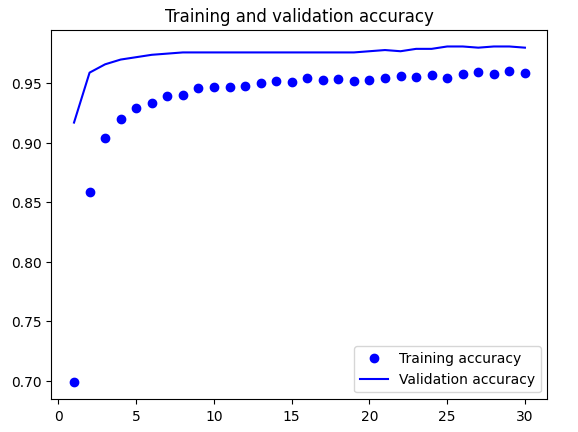 Training and validation accuracy
0.95
0.90
0.85
0.80
0.75
0.70
Training accuracy
Validation accuracy
0 5 10 15 20 25 30